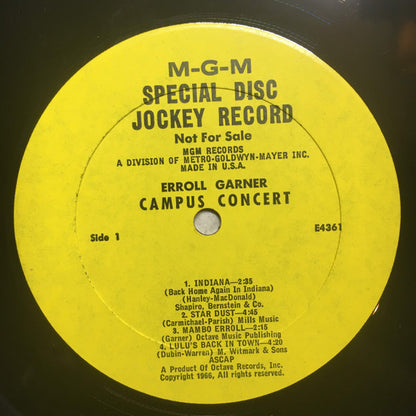 M-G-M
SPECIAL DISC
JOCKEY RECORD
Not For Sale
MGM RECORDS
A DIVISION OF METRO-GOLDWYN-MAYER INC.
MADE IN U.S.A.
ERROLL GARNER
CAMPUS CONCERT
Side 1
E4361
1. INDIANA—2:35
(Back Home Again In Indiana)
(Hanley-MacDonald)
Shapiro, Bernstein & Co.
2. STAR DUST—4:45
(Carmichael-Parish) Mills Music
3. MAMBO ERROLL—2:15
(Garner) Octave Music Publishing
4. LULU'S BACK IN TOWN—4:20
(Dubin-Warren) M. Witmark & Sons
ASCAP
A Product Of Octave Records, Inc.
Copyright 1966, All rights reserved.